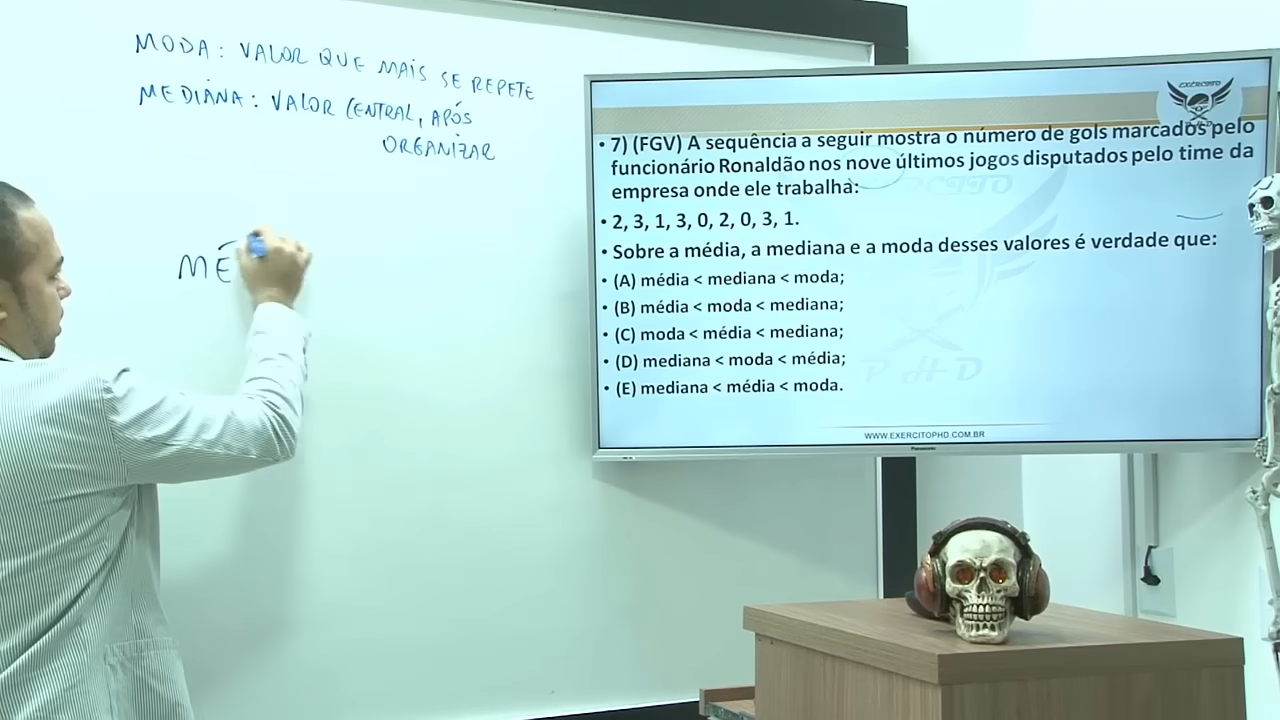 MODA: VALOR QUE MAIS SE REPETE
MEDIANA: VALOR CENTRAL, APÓS
ORGANIZAR
MÉ
EXÉRCITOPHD
• 7) (FGV) A sequência a seguir mostra o número de gols marcados pelo
funcionário Ronaldão nos nove últimos jogos disputados pelo time da
empresa onde ele trabalha:
• 2, 3, 1, 3, 0, 2, 0, 3, 1.
• Sobre a média, a mediana e a moda desses valores é verdade que:
• (A) média < mediana < moda;
• (B) média < moda < mediana;
• (C) moda < média < mediana;
• (D) mediana < moda < média;
• (E) mediana < média < moda.
PHD
WWW.EXERCITOPHD.COM.BR
Panasonic